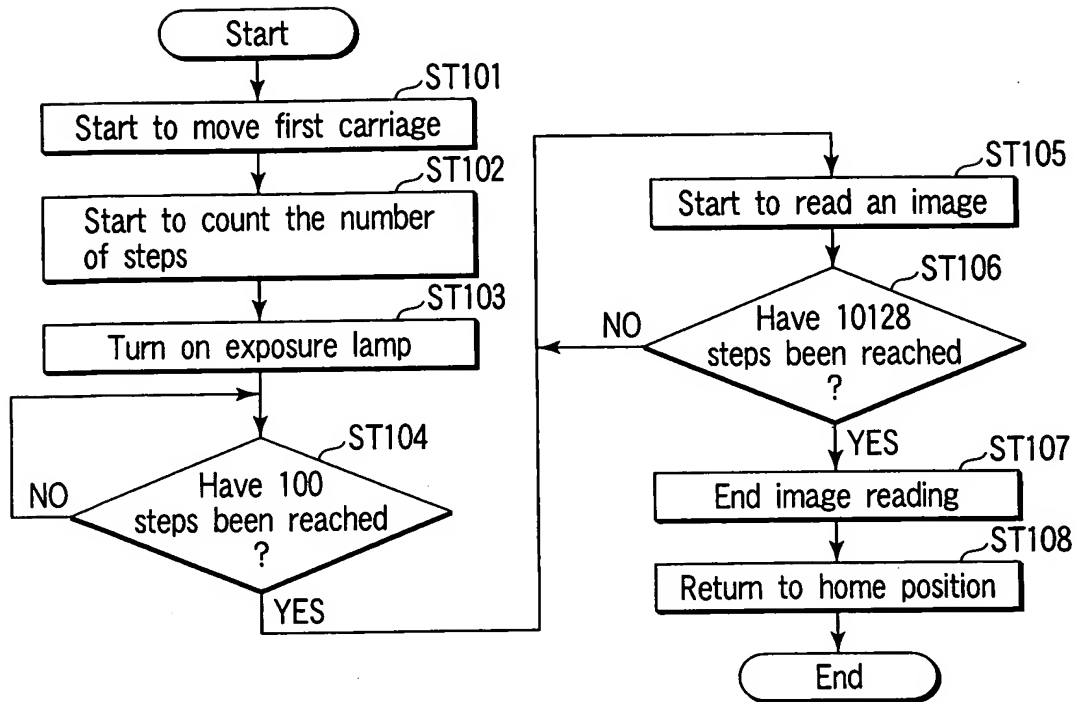 Start
ST101
Start to move first carriage
ST102
Start to count the number
of steps
ST103
Turn on exposure lamp
ST104
NO
Have 100
steps been reached
?
YES
ST105
Start to read an image
ST106
NO
Have 10128
steps been reached
?
YES
ST107
End image reading
ST108
Return to home position
End